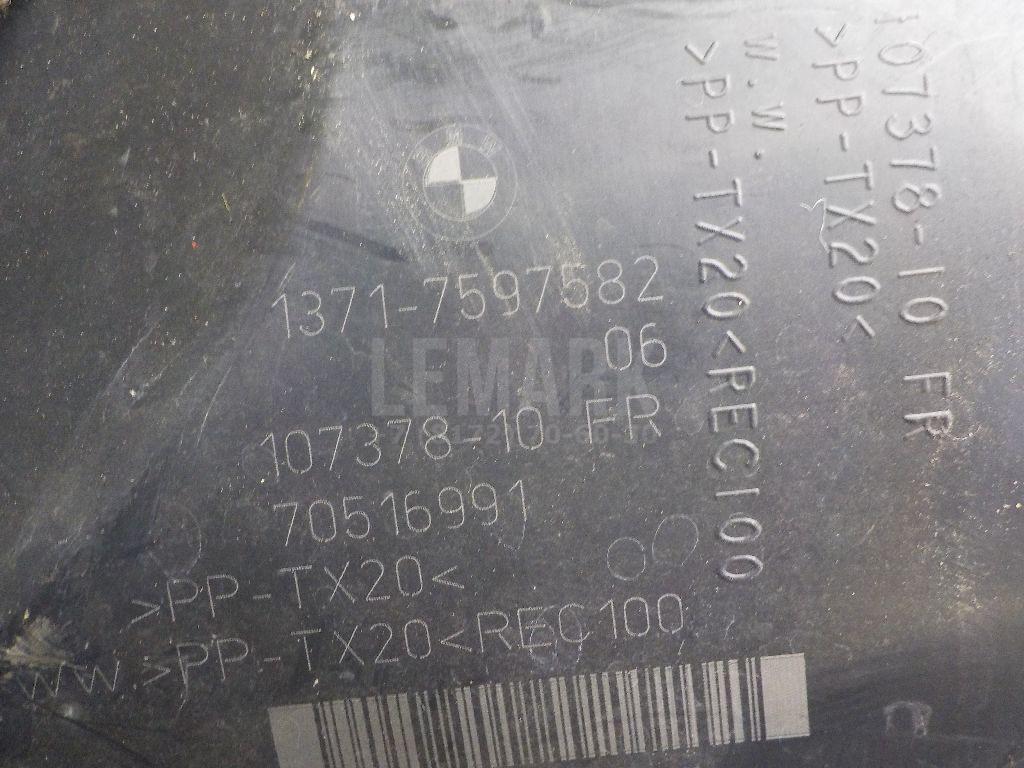 1371-7597582
06
LEMARK
107378-10 FR
70516991
>PP-TX20<
WW >PP-TX20<REC100
107378-10 FR
>PP-TX20<
W.W.
>PP-TX20<REC100